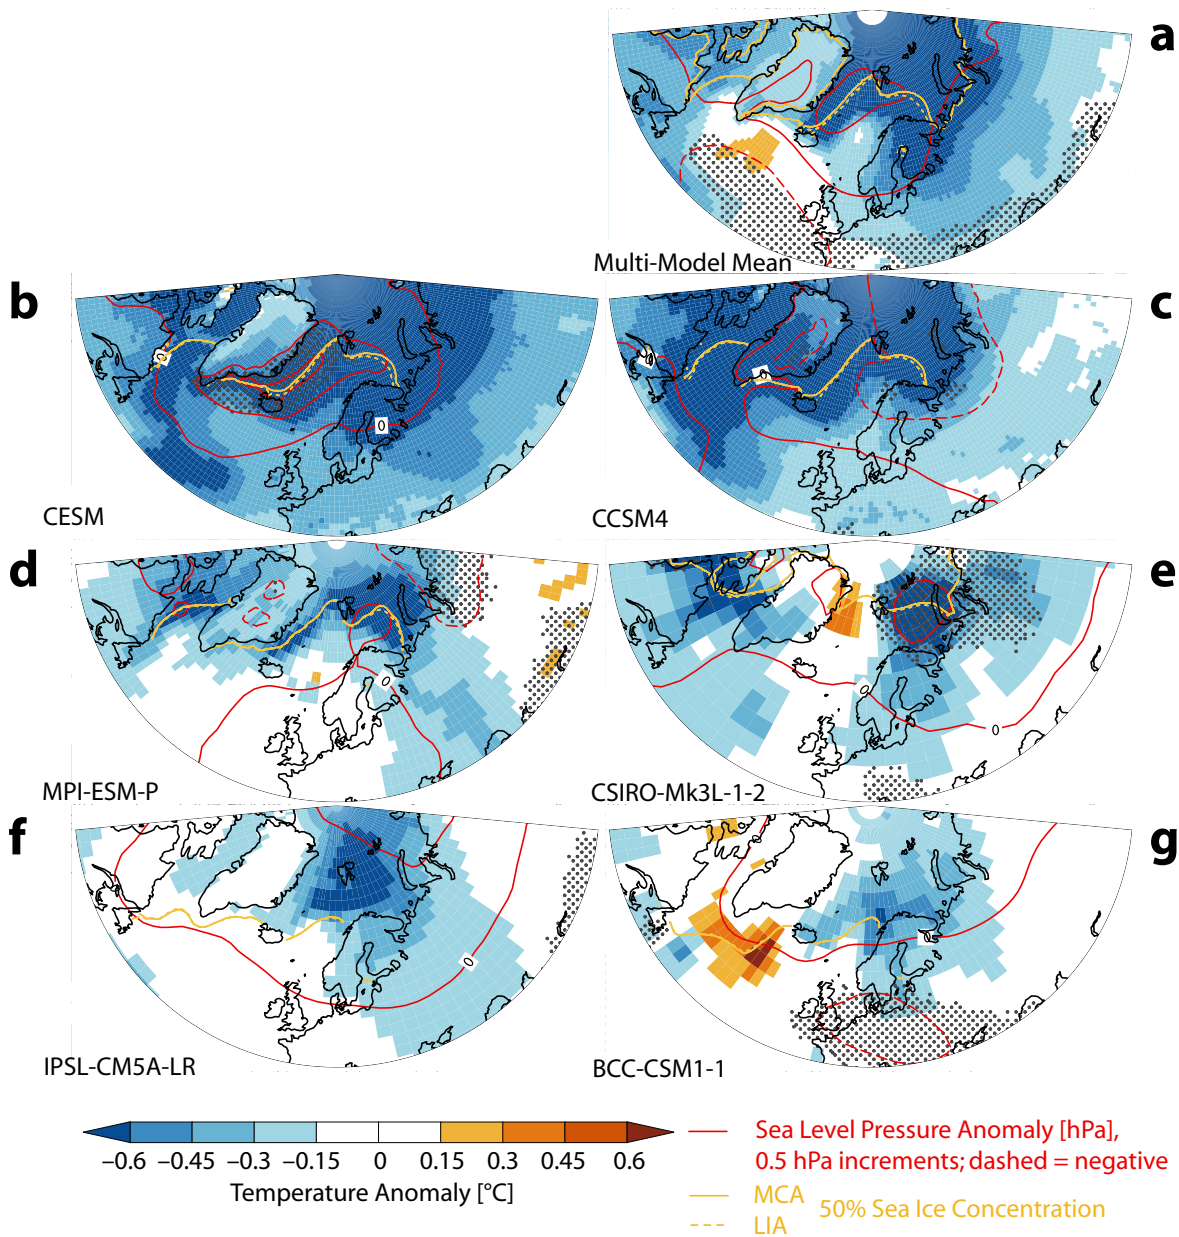 a
Multi-Model Mean
b
0
0
CESM
c
0
0
CCSM4
d
0
MPI-ESM-P
e
0
0
CSIRO-Mk3L-1-2
f
0
IPSL-CM5A-LR
g
BCC-CSM1-1
−0.6 −0.45 −0.3 −0.15 0 0.15 0.3 0.45 0.6
Temperature Anomaly [°C]
Sea Level Pressure Anomaly [hPa],
0.5 hPa increments; dashed = negative
MCA
LIA
50% Sea Ice Concentration